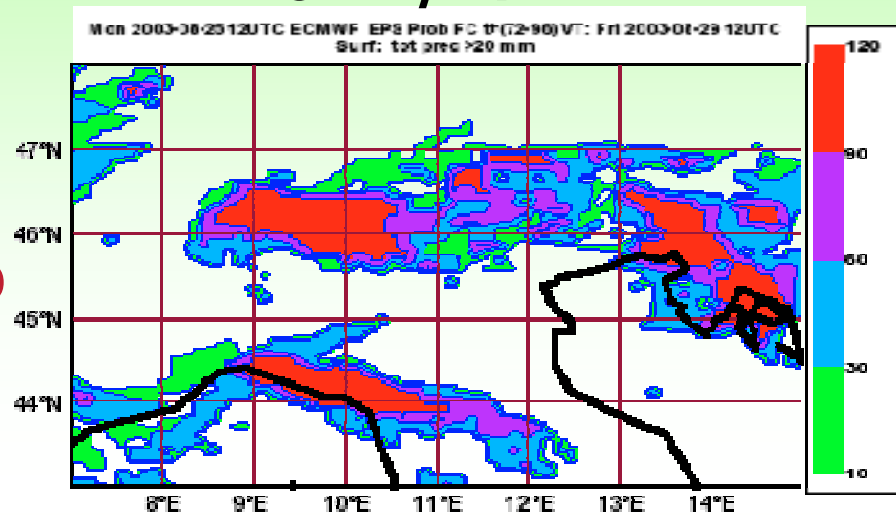 Mon 2003-08-25 12UTC ECMWF EPS Prob FC t+(72-96) VT: Fri 2003-08-29 12UTC
Surf: tot prec >20 mm
120
90
60
30
10
47°N
46°N
45°N
44°N
8°E 9°E 10°E 11°E 12°E 13°E 14°E